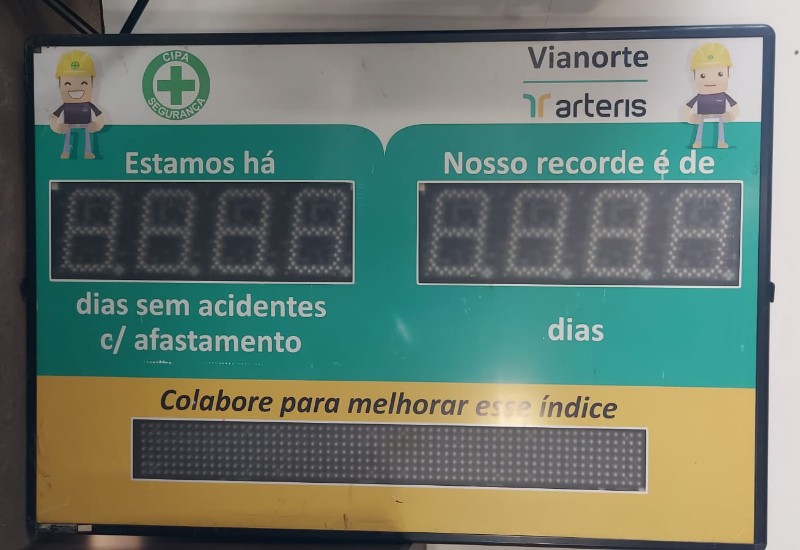 CIPA
SEGURANÇA
Vianorte
arteris
Estamos há
dias sem acidentes
c/ afastamento
Nosso recorde é de
dias
Colabore para melhorar esse índice